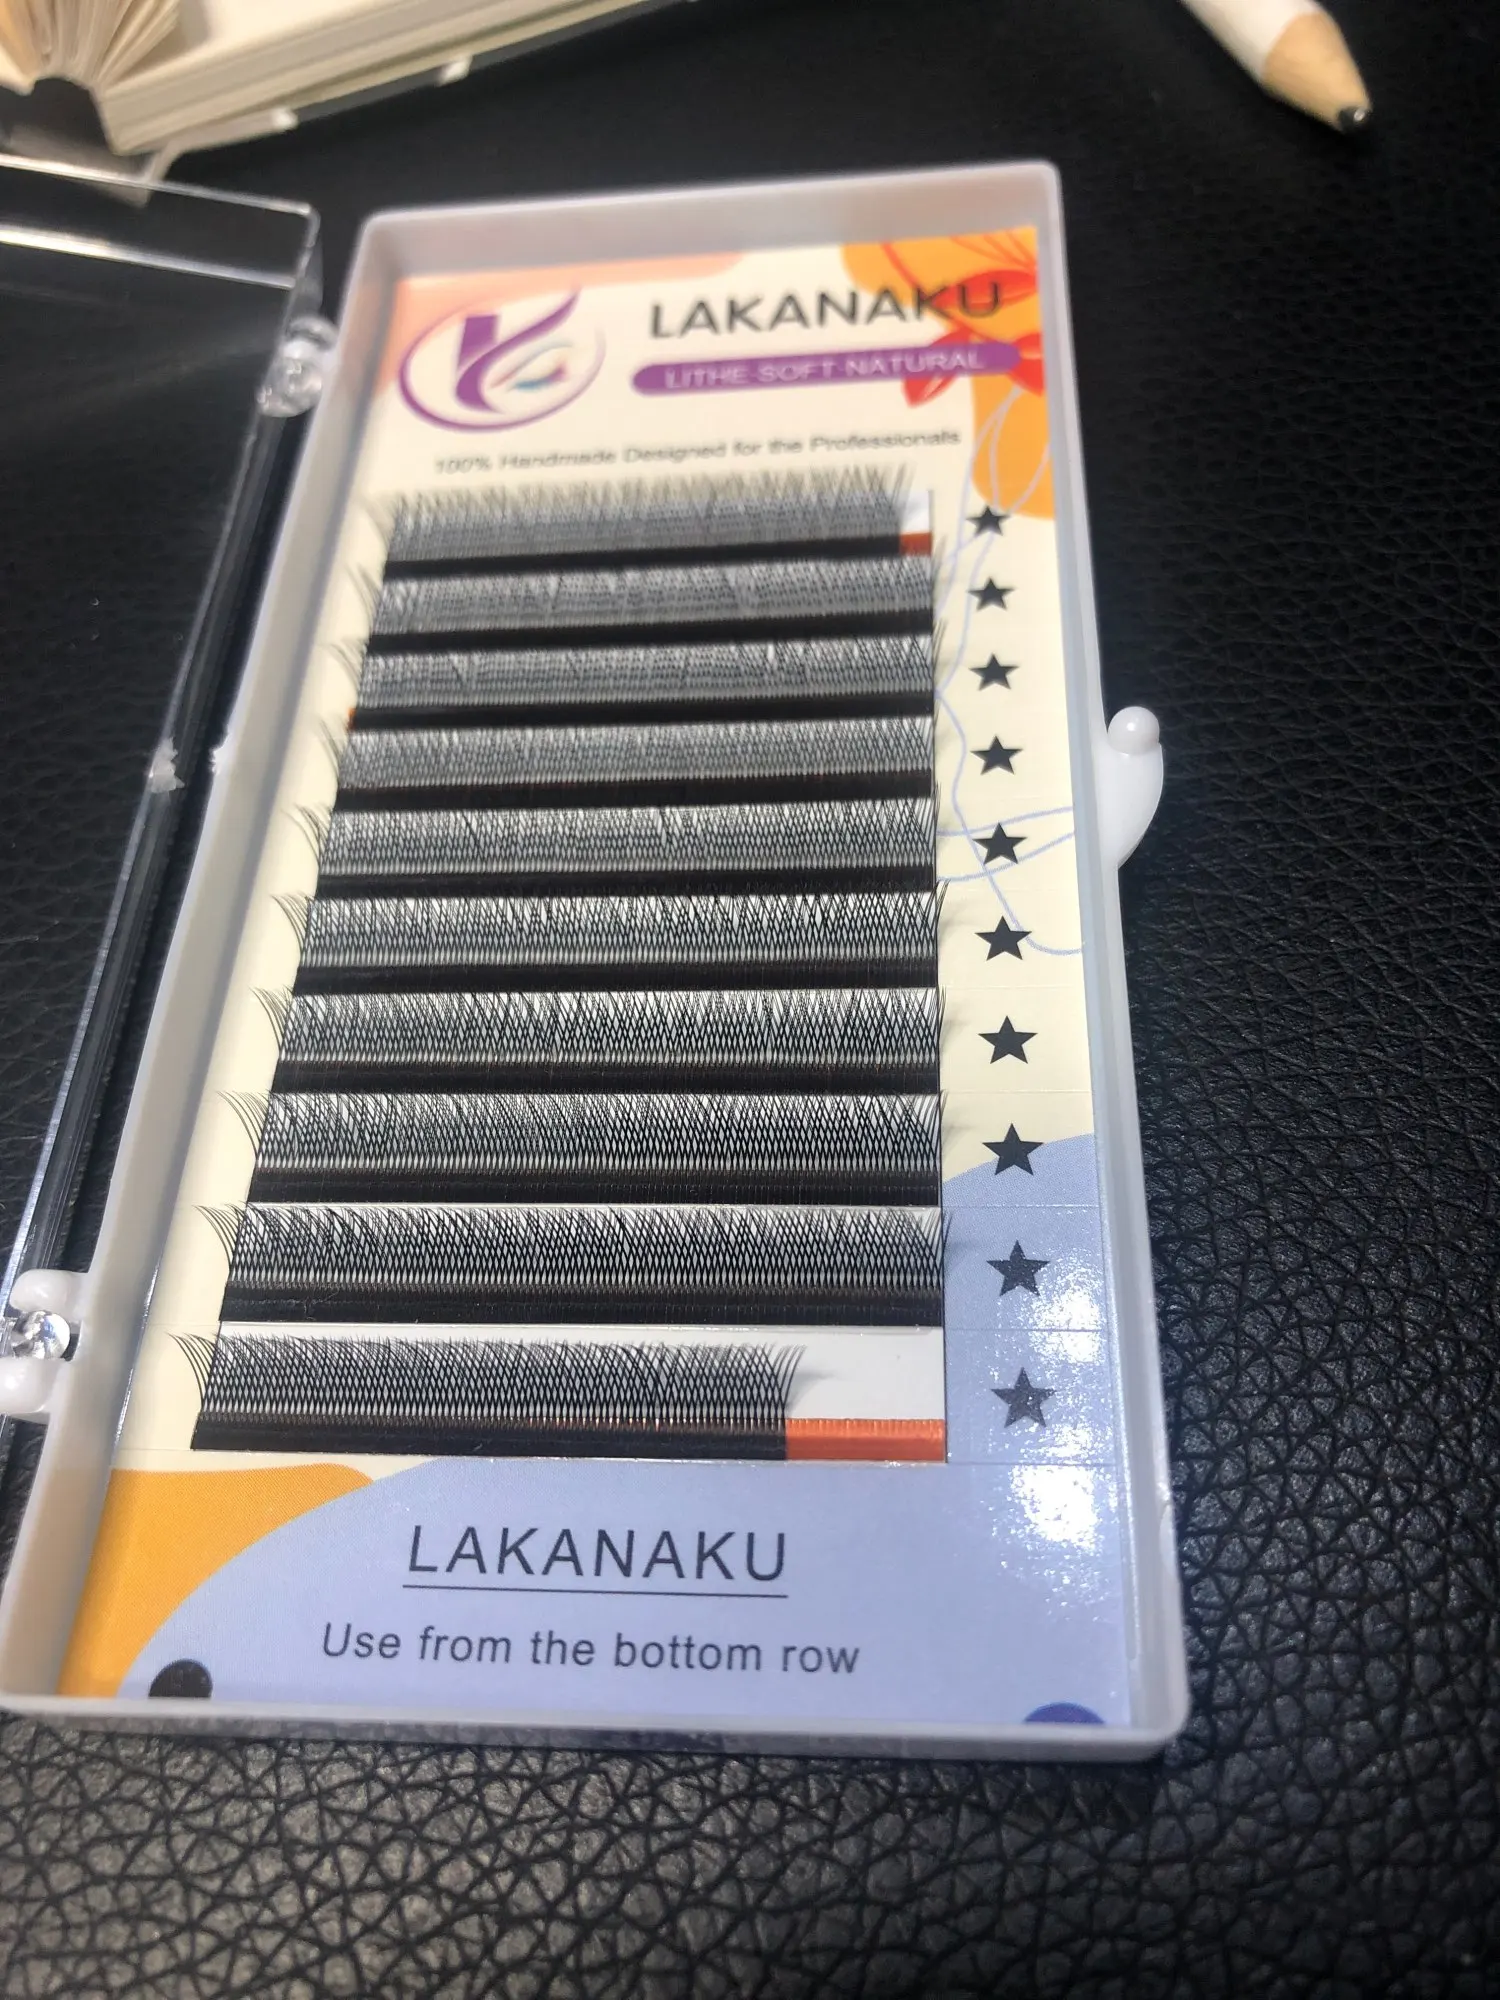 LAKANAKU
LITHE·SOFT·NATURAL
100% Handmade Designed for the Professionals
LAKANAKU
Use from the bottom row